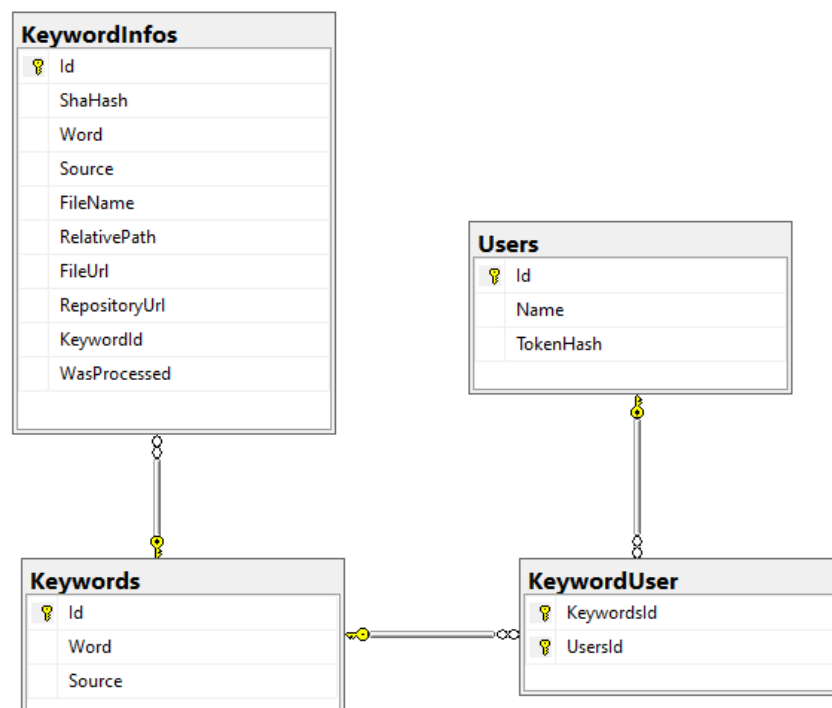 KeywordInfos
Id
ShaHash
Word
Source
FileName
RelativePath
FileUrl
RepositoryUrl
KeywordId
WasProcessed
Users
Id
Name
TokenHash
Keywords
Id
Word
Source
KeywordUser
KeywordsId
UsersId